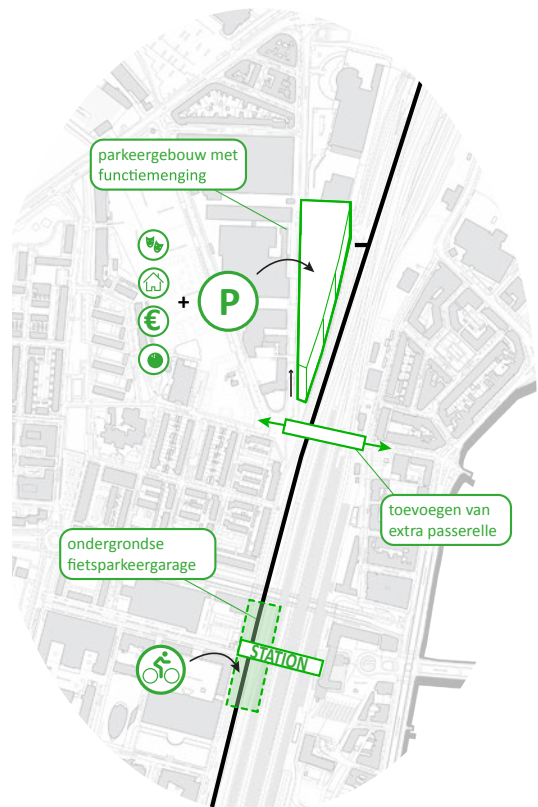 parkeergebouw met
functiemenging
€
+
P
toevoegen van
extra passerelle
ondergrondse
fietsparkeergarage
STATION